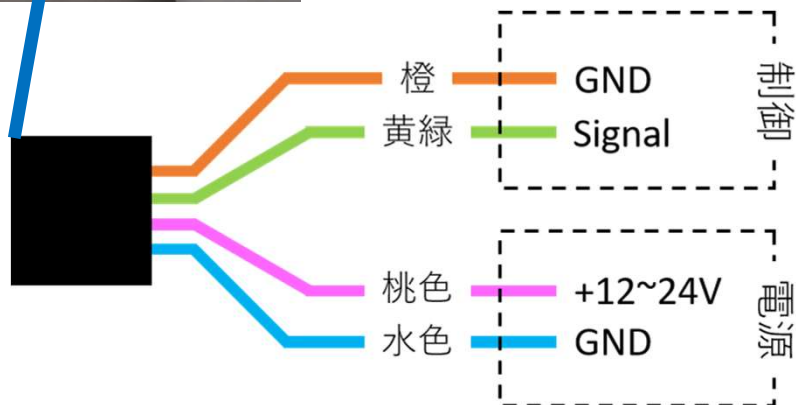 橙 GND
黄緑 Signal
制御
桃色 +12~24V
水色 GND
電源